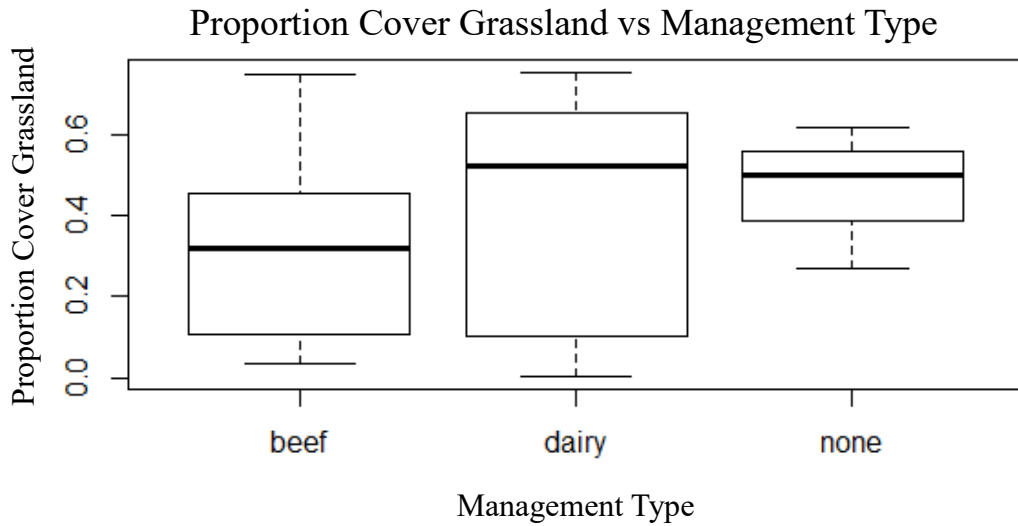 Proportion Cover Grassland vs Management Type
Proportion Cover Grassland
0.6
0.4
0.2
0.0
beef dairy none
Management Type